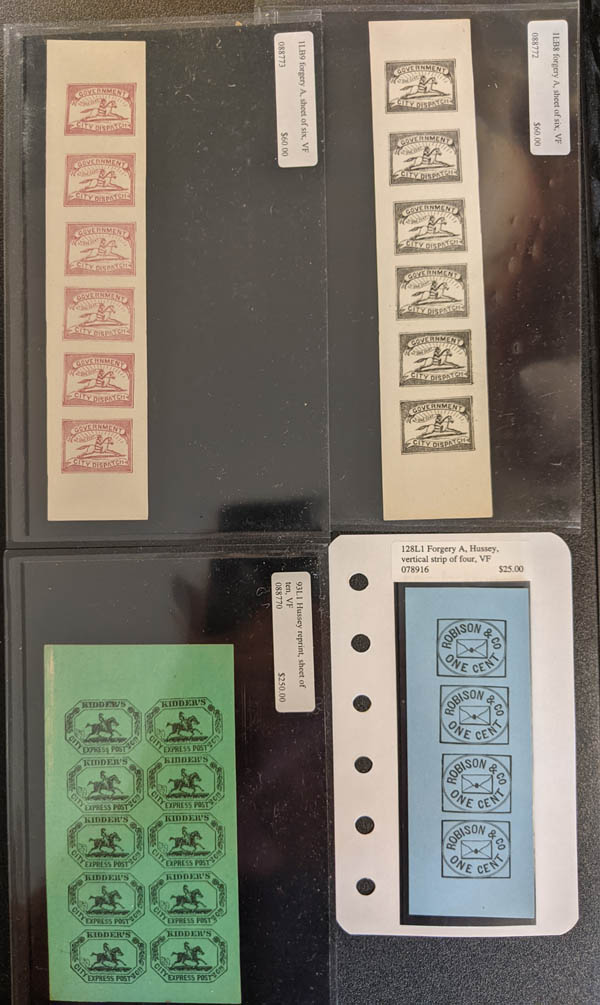 1LB9 forgery A, sheet of six, VF
088773 $60.00
GOVERNMENT
CITY DISPATCH
GOVERNMENT
CITY DISPATCH
GOVERNMENT
CITY DISPATCH
GOVERNMENT
CITY DISPATCH
GOVERNMENT
CITY DISPATCH
GOVERNMENT
CITY DISPATCH
1LB8 forgery A, sheet of six, VF
088772 $60.00
GOVERNMENT
CITY DISPATCH
GOVERNMENT
CITY DISPATCH
GOVERNMENT
CITY DISPATCH
GOVERNMENT
CITY DISPATCH
GOVERNMENT
CITY DISPATCH
GOVERNMENT
CITY DISPATCH
93L1 Hussey reprint, sheet of
ten, VF
088770 $250.00
KIDDER'S KIDDER'S
CITY EXPRESS POST CITY EXPRESS POST
KIDDER'S KIDDER'S
CITY EXPRESS POST CITY EXPRESS POST
KIDDER'S KIDDER'S
CITY EXPRESS POST CITY EXPRESS POST
KIDDER'S KIDDER'S
CITY EXPRESS POST CITY EXPRESS POST
KIDDER'S KIDDER'S
CITY EXPRESS POST CITY EXPRESS POST
128L1 Forgery A, Hussey,
vertical strip of four, VF
078916 $25.00
ROBISON & CO
ONE CENT
ROBISON & CO
ONE CENT
ROBISON & CO
ONE CENT
ROBISON & CO
ONE CENT